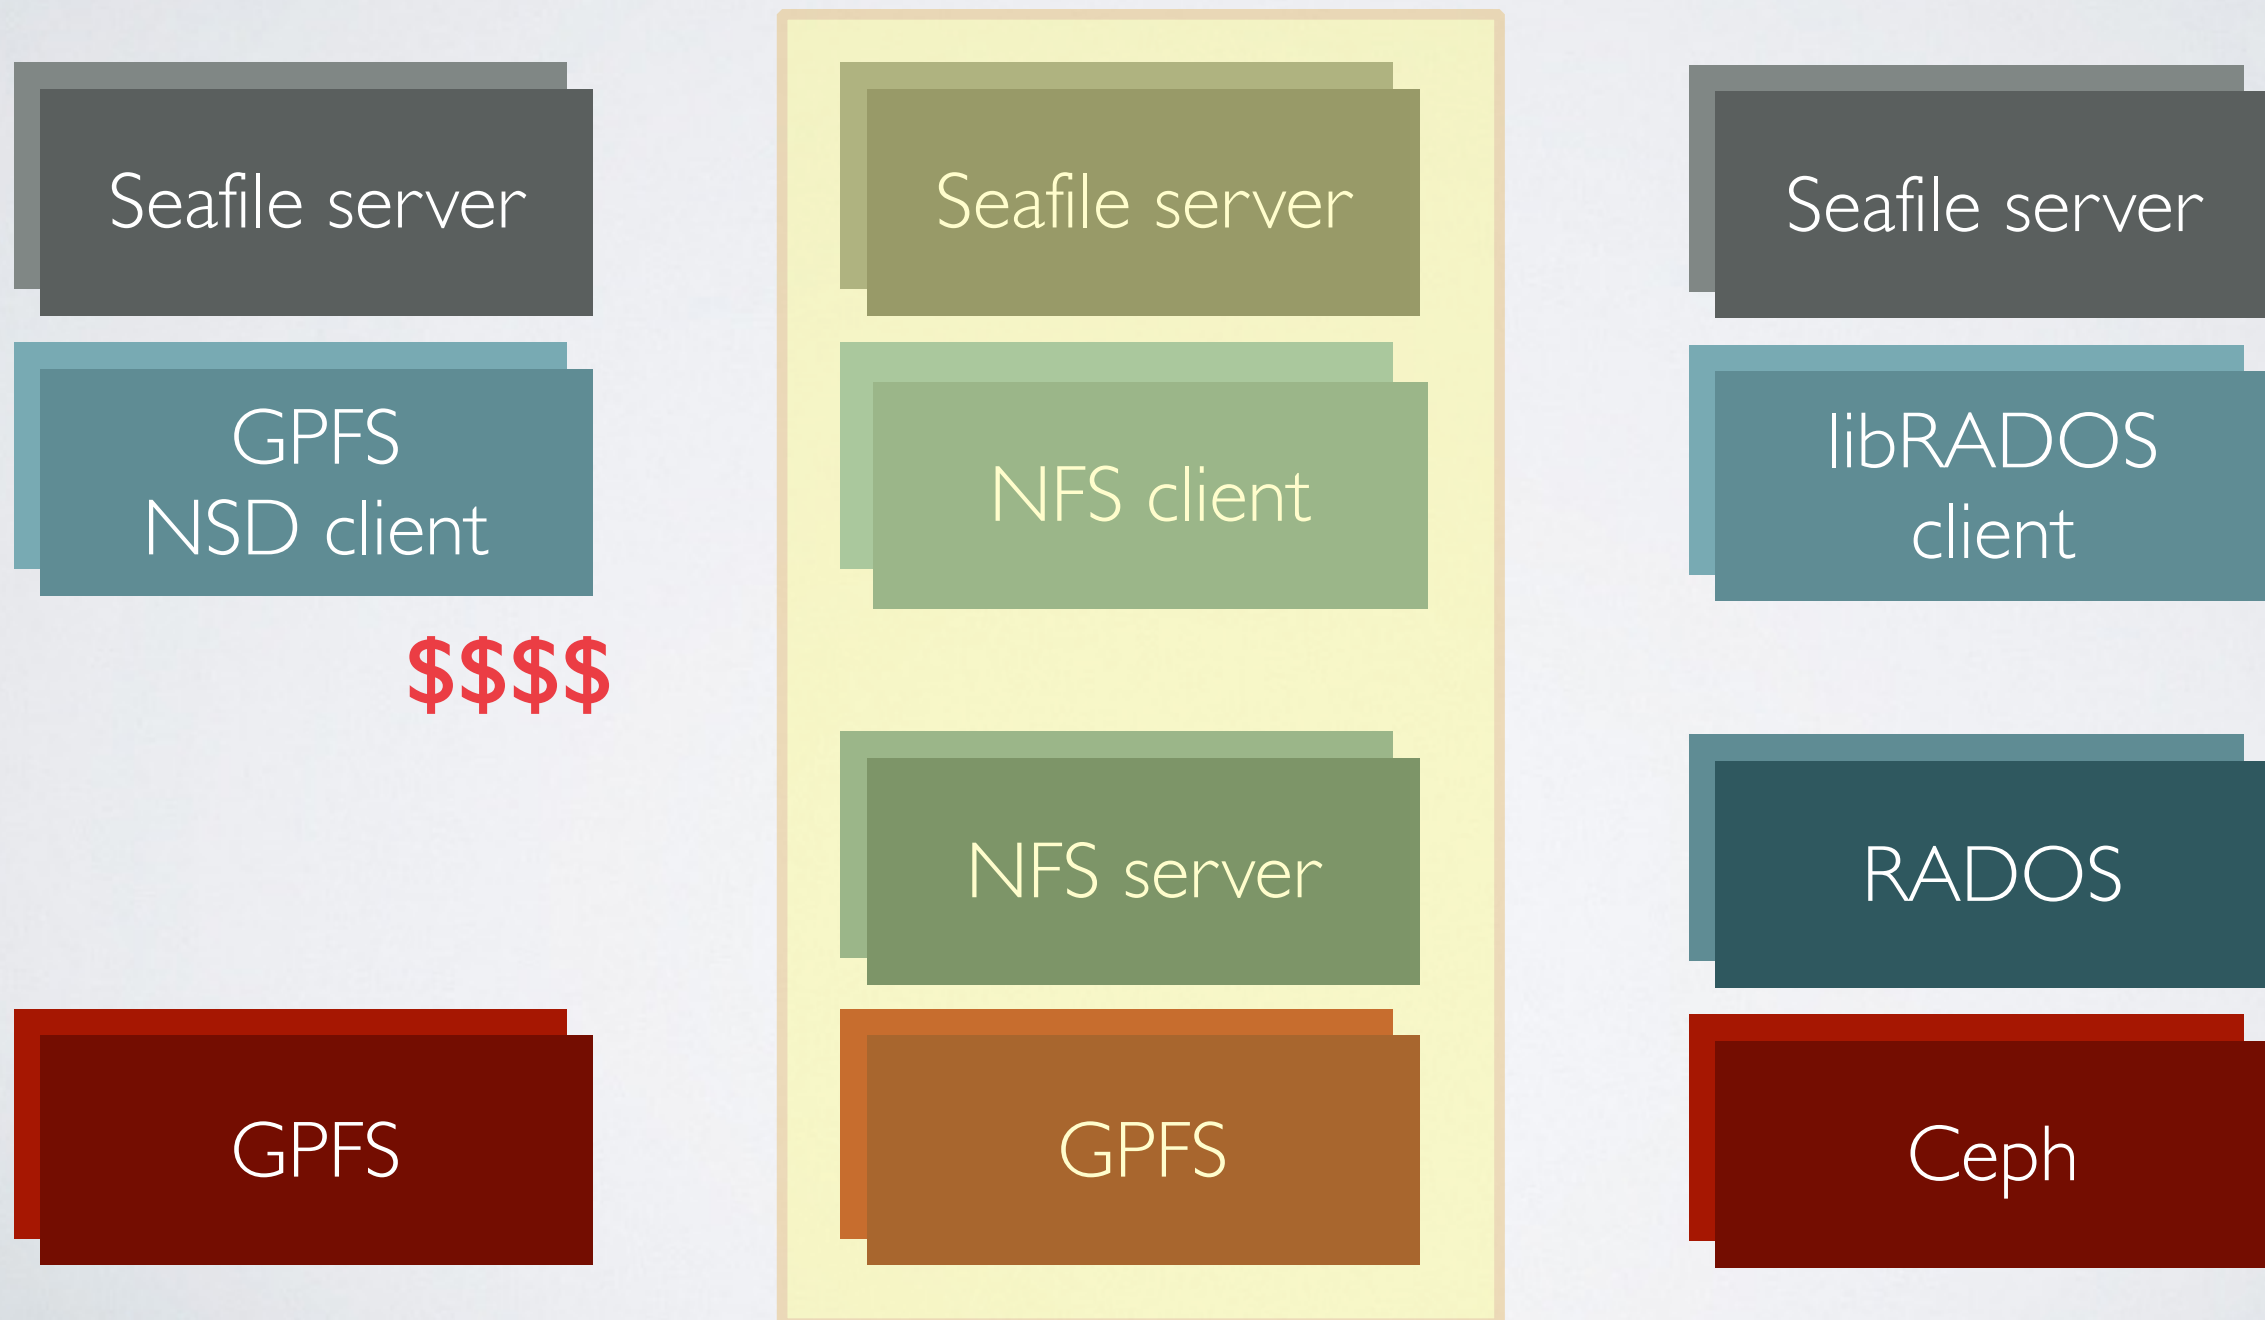 Seafile server
GPFS
NSD client
$$$$
GPFS
Seafile server
NFS client
NFS server
GPFS
Seafile server
libRADOS
client
RADOS
Ceph